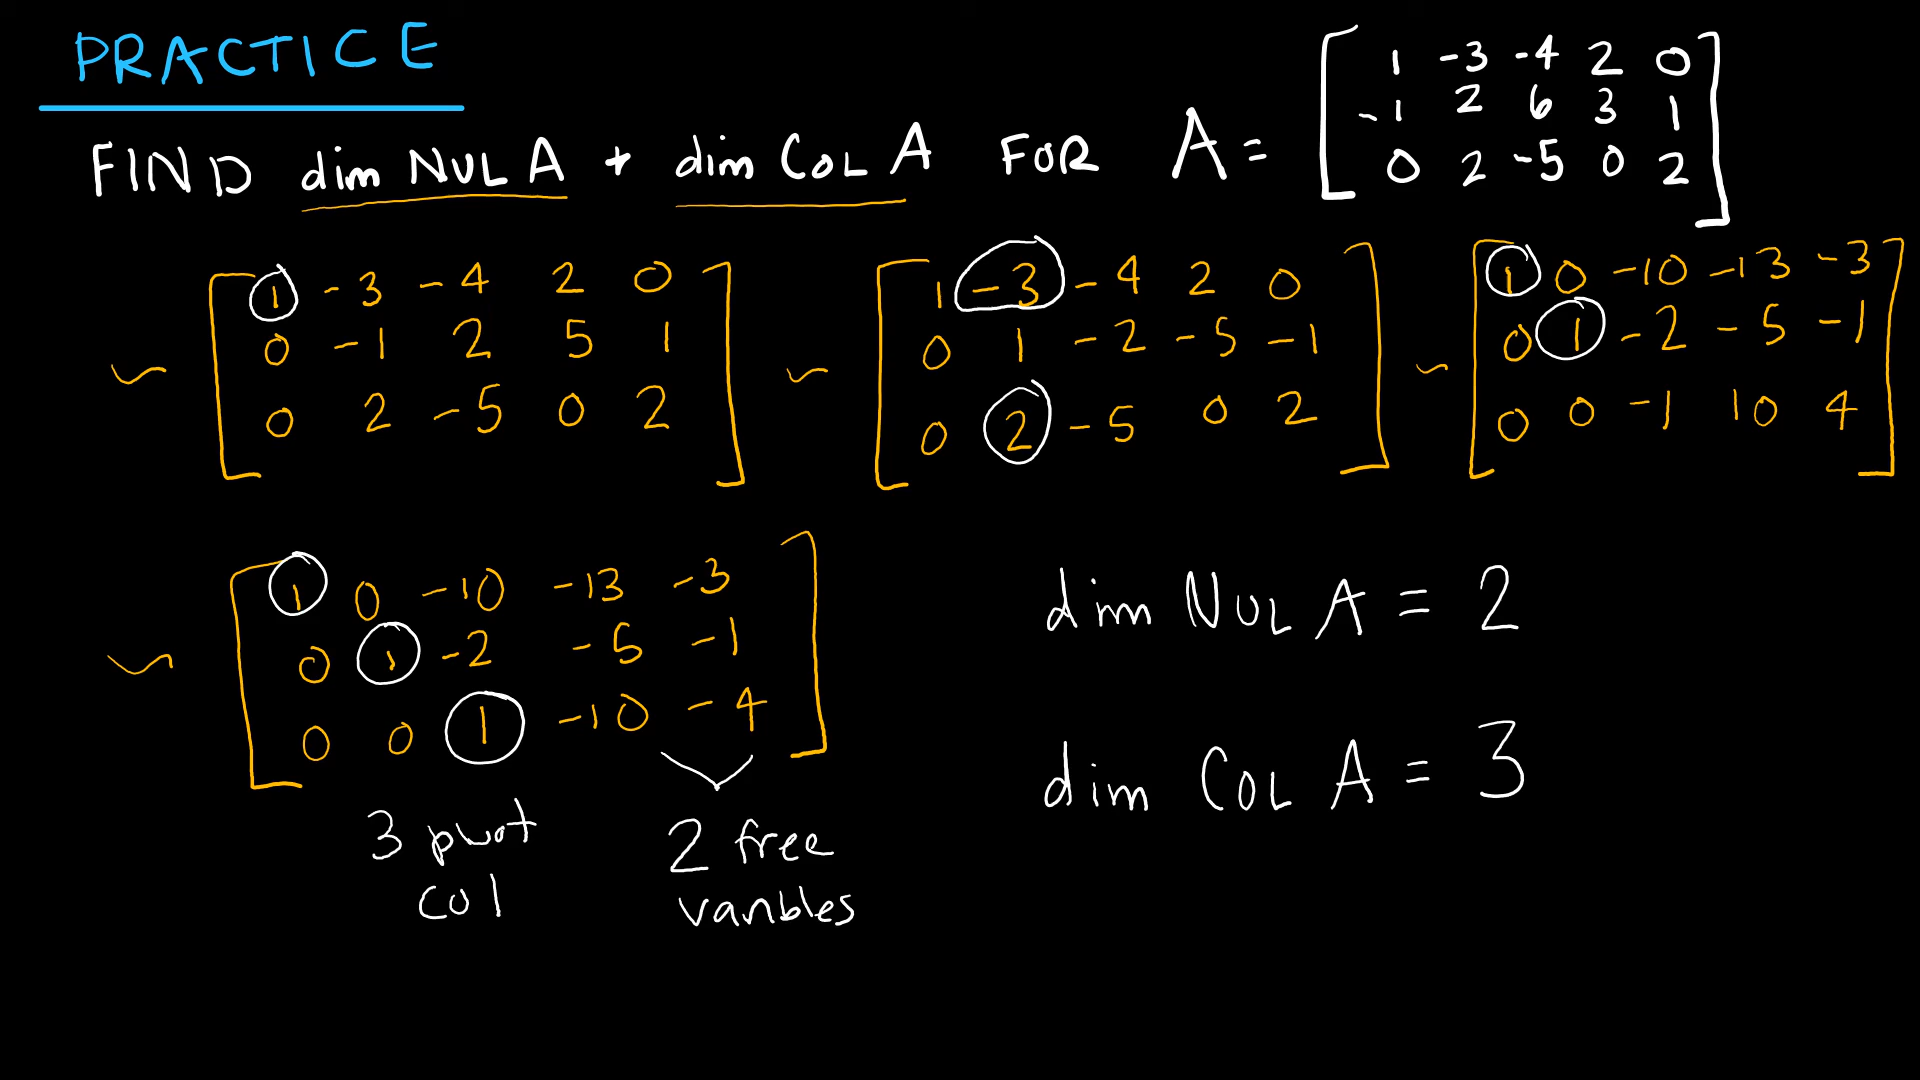 PRACTICE
FIND dim NUL A + dim COL A FOR A = [
1 -3 -4 2 0
-1 2 6 3 1
0 2 -5 0 2
]
~ [
1 -3 -4 2 0
0 -1 2 5 1
0 2 -5 0 2
]
~ [
1 -3 -4 2 0
0 1 -2 -5 -1
0 2 -5 0 2
]
~ [
1 0 -10 -13 -3
0 1 -2 -5 -1
0 0 -1 10 4
]
~ [
1 0 -10 -13 -3
0 1 -2 -5 -1
0 0 1 -10 -4
]
3 pivot
col
2 free
variables
dim NUL A = 2
dim COL A = 3